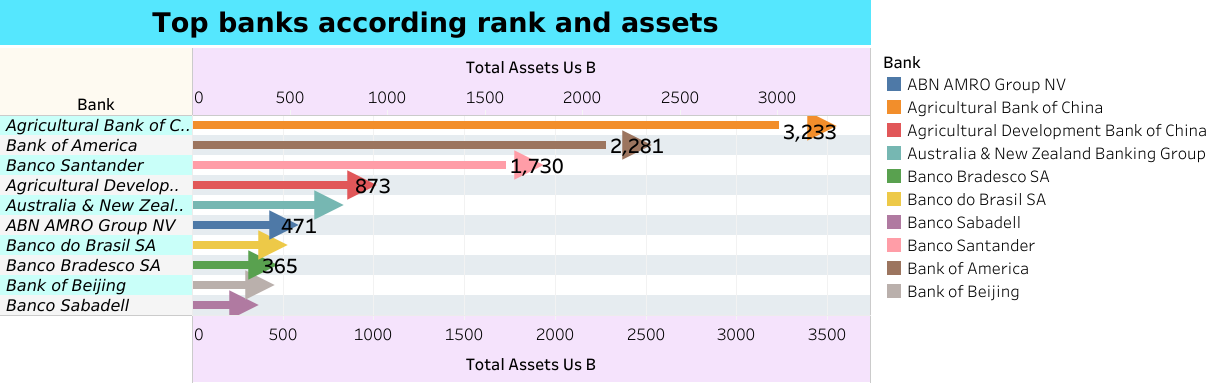 Top banks according rank and assets
Total Assets Us B
0 500 1000 1500 2000 2500 3000
Bank
Agricultural Bank of C.. 3,233
Bank of America 2,281
Banco Santander 1,730
Agricultural Develop.. 873
Australia & New Zeal..
ABN AMRO Group NV 471
Banco do Brasil SA
Banco Bradesco SA 365
Bank of Beijing
Banco Sabadell
0 500 1000 1500 2000 2500 3000 3500
Total Assets Us B
Bank
ABN AMRO Group NV
Agricultural Bank of China
Agricultural Development Bank of China
Australia & New Zealand Banking Group
Banco Bradesco SA
Banco do Brasil SA
Banco Sabadell
Banco Santander
Bank of America
Bank of Beijing